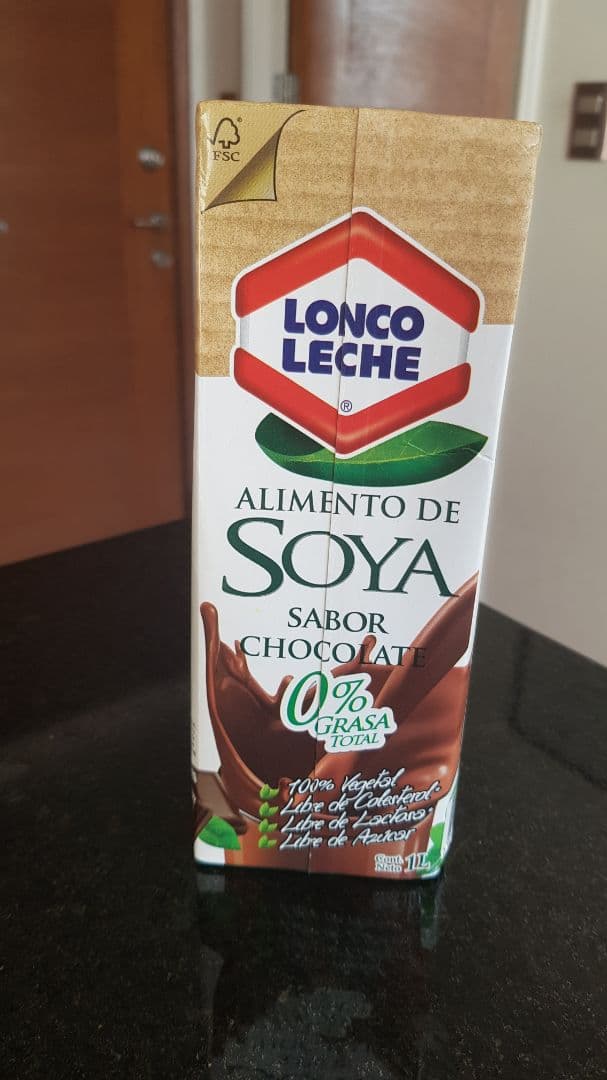 FSC
LONCO
LECHE
®
ALIMENTO DE
SOYA
SABOR
CHOCOLATE
0%
GRASA
TOTAL
100% Vegetal
Libre de Colesterol*
Libre de Lactosa*
Libre de Azúcar
Cont.
Neto 1L